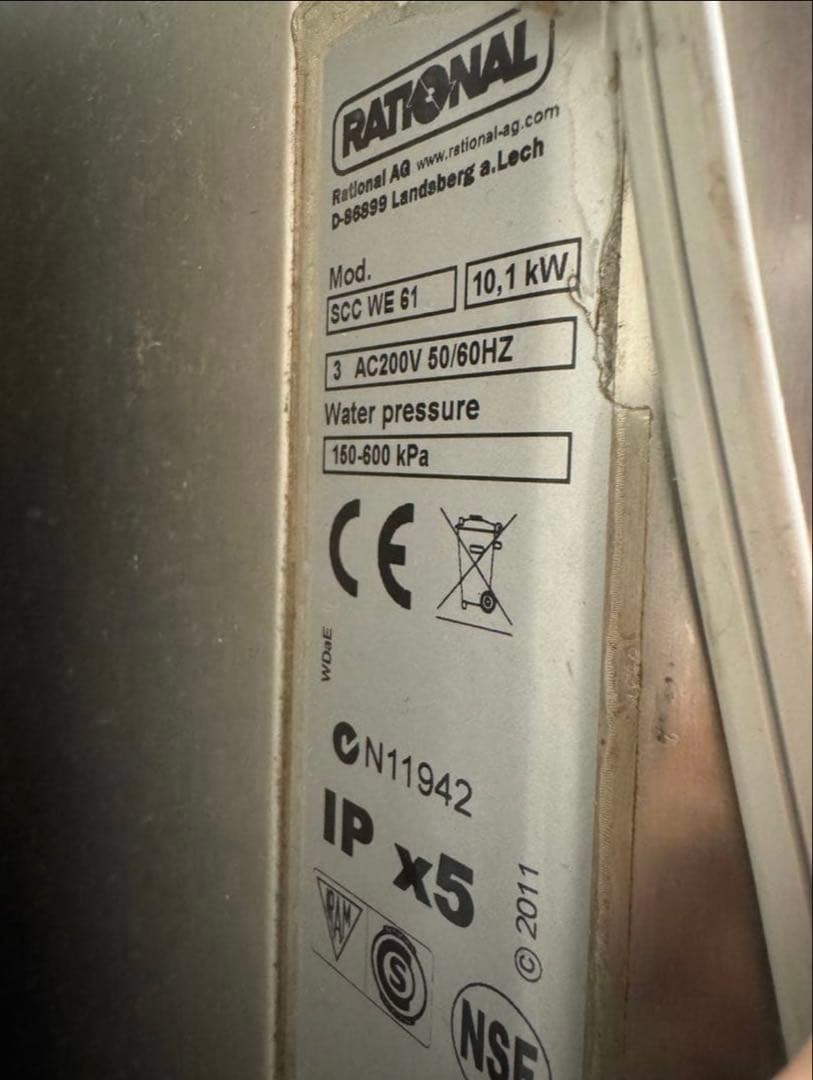 RATIONAL
Rational AG www.rational-ag.com
D-86899 Landsberg a.Lech
Mod.
SCC WE 61 10,1 kW
3 AC200V 50/60HZ
Water pressure
150-600 kPa
CE
WDaE
N11942
IP x5
© 2011
IRAM
S
NSF